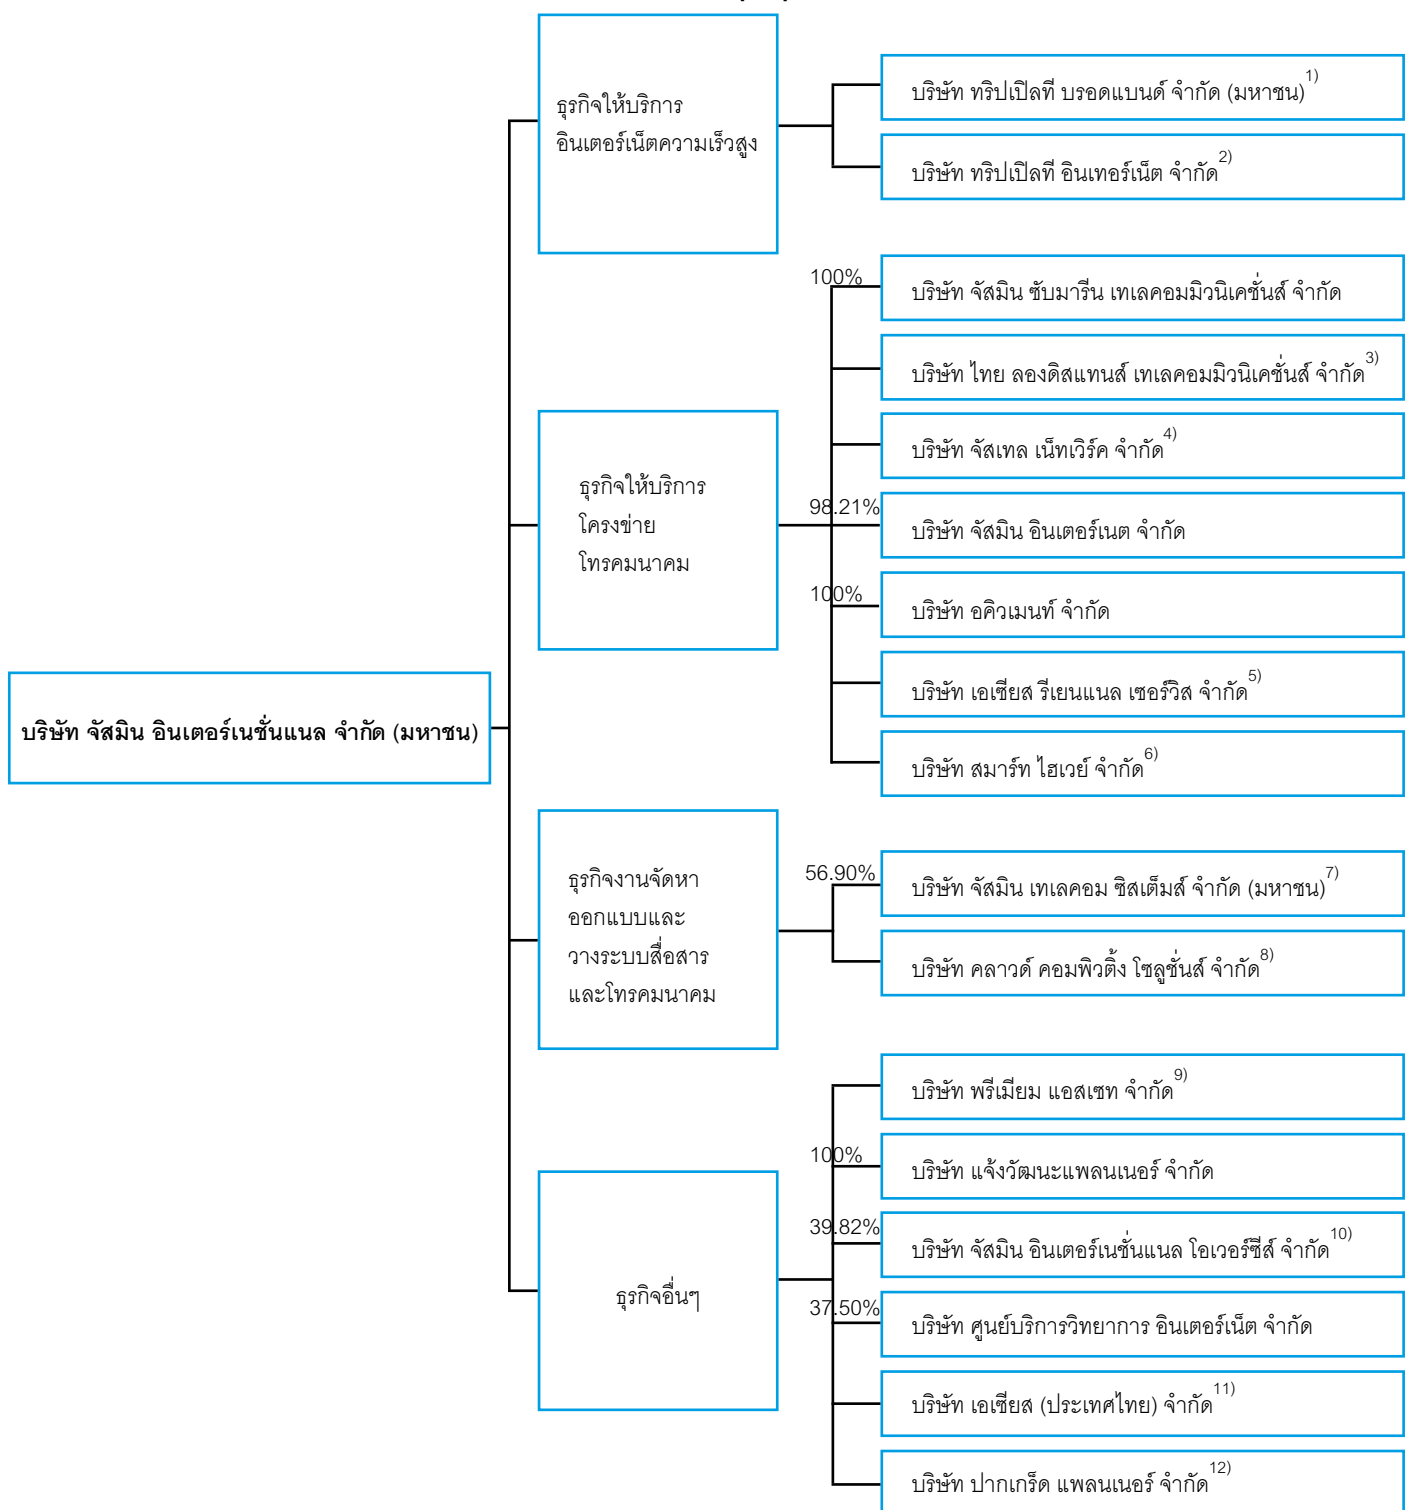 ธุรกิจให้บริการ
อินเตอร์เน็ตความเร็วสูง
บริษัท ทริปเปิลที บรอดแบนด์ จำกัด (มหาชน)1)
บริษัท ทริปเปิลที อินเทอร์เน็ต จำกัด2)
ธุรกิจให้บริการ
โครงข่าย
โทรคมนาคม
100%
บริษัท จัสมิน ซับมารีน เทเลคอมมิวนิเคชั่นส์ จำกัด
บริษัท ไทย ลองดิสแทนส์ เทเลคอมมิวนิเคชั่นส์ จำกัด3)
บริษัท จัสเทล เน็ทเวิร์ค จำกัด4)
98.21%
บริษัท จัสมิน อินเตอร์เนต จำกัด
100%
บริษัท อคิวเมนท์ จำกัด
บริษัท เอเซียส รีเยนแนล เซอร์วิส จำกัด5)
บริษัท สมาร์ท ไฮเวย์ จำกัด6)
บริษัท จัสมิน อินเตอร์เนชั่นแนล จำกัด (มหาชน)
ธุรกิจงานจัดหา
ออกแบบและ
วางระบบสื่อสาร
และโทรคมนาคม
56.90%
บริษัท จัสมิน เทเลคอม ซิสเต็มส์ จำกัด (มหาชน)7)
บริษัท คลาวด์ คอมพิวติ้ง โซลูชั่นส์ จำกัด8)
ธุรกิจอื่นๆ
บริษัท พรีเมียม แอสเซท จำกัด9)
100%
บริษัท แจ้งวัฒนะแพลนเนอร์ จำกัด
39.82%
บริษัท จัสมิน อินเตอร์เนชั่นแนล โอเวอร์ซีส์ จำกัด10)
37.50%
บริษัท ศูนย์บริการวิทยาการ อินเตอร์เน็ต จำกัด
บริษัท เอเซียส (ประเทศไทย) จำกัด11)
บริษัท ปากเกร็ด แพลนเนอร์ จำกัด12)